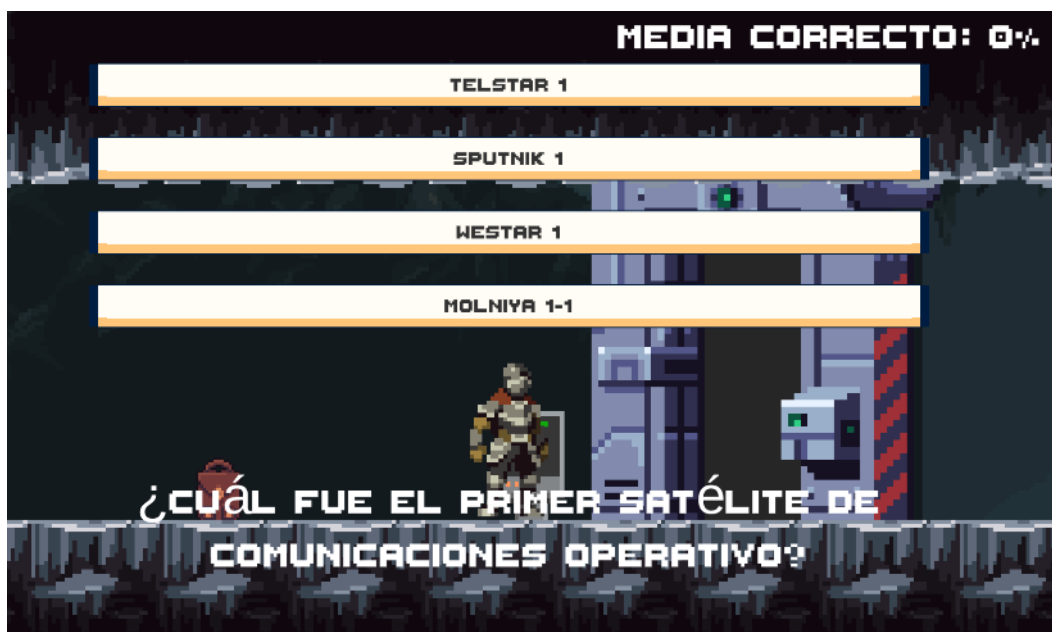 MEDIA CORRECTO: 0%
TELSTAR 1
SPUTNIK 1
WESTAR 1
MOLNIYA 1-1
¿CUáL FUE EL PRIMER SATéLITE DE
COMUNICACIONES OPERATIVO?